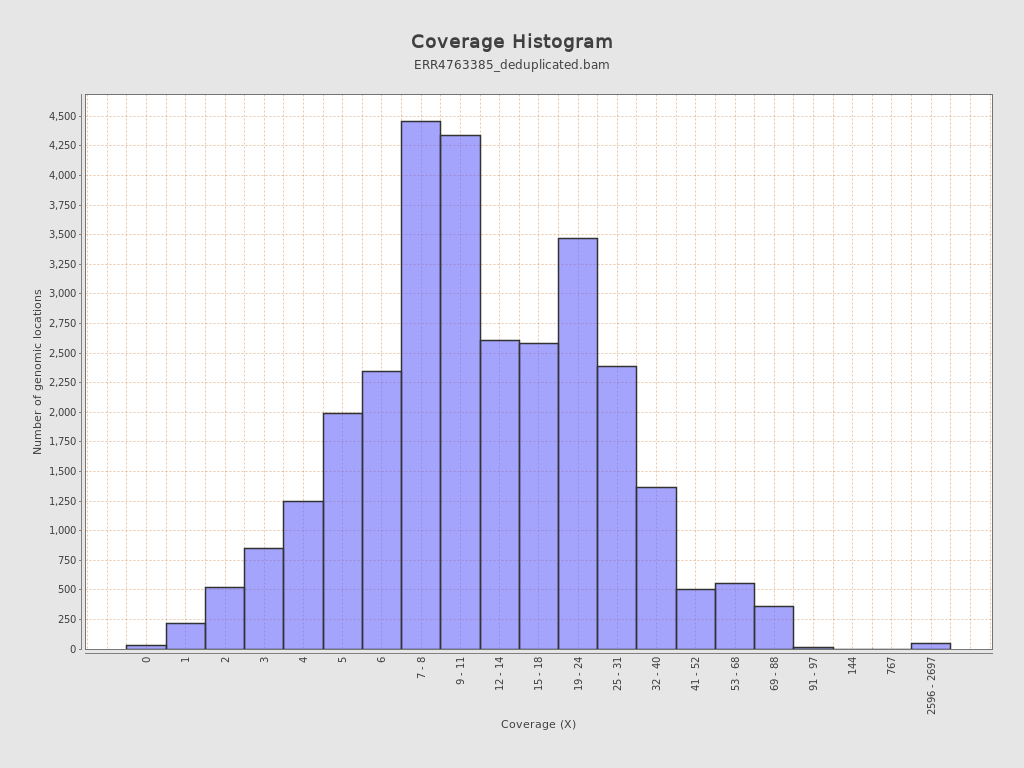 Coverage Histogram
ERR4763385_deduplicated.bam
Number of genomic locations
4,500
4,250
4,000
3,750
3,500
3,250
3,000
2,750
2,500
2,250
2,000
1,750
1,500
1,250
1,000
750
500
250
0
0
1
2
3
4
5
6
7 - 8
9 - 11
12 - 14
15 - 18
19 - 24
25 - 31
32 - 40
41 - 52
53 - 68
69 - 88
91 - 97
144
767
2596 - 2697
Coverage (X)